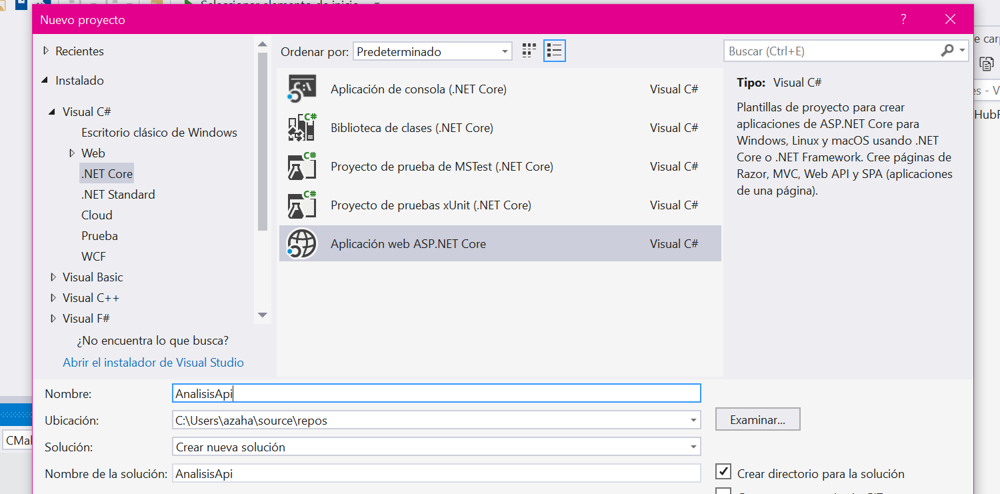 Seleccionar elemento de inicio
Nuevo proyecto
?
Recientes
Instalado
Visual C#
Escritorio clásico de Windows
Web
.NET Core
.NET Standard
Cloud
Prueba
WCF
Visual Basic
Visual C++
Visual F#
¿No encuentra lo que busca?
Abrir el instalador de Visual Studio
Ordenar por: Predeterminado
Aplicación de consola (.NET Core) Visual C#
Biblioteca de clases (.NET Core) Visual C#
Proyecto de prueba de MSTest (.NET Core) Visual C#
Proyecto de pruebas xUnit (.NET Core) Visual C#
Aplicación web ASP.NET Core Visual C#
Buscar (Ctrl+E)
Tipo: Visual C#
Plantillas de proyecto para crear
aplicaciones de ASP.NET Core para
Windows, Linux y macOS usando .NET
Core o .NET Framework. Cree páginas de
Razor, MVC, Web API y SPA (aplicaciones
de una página).
Nombre: AnalisisApi
Ubicación: C:\Users\azaha\source\repos
Examinar...
Solución: Crear nueva solución
Nombre de la solución: AnalisisApi
Crear directorio para la solución